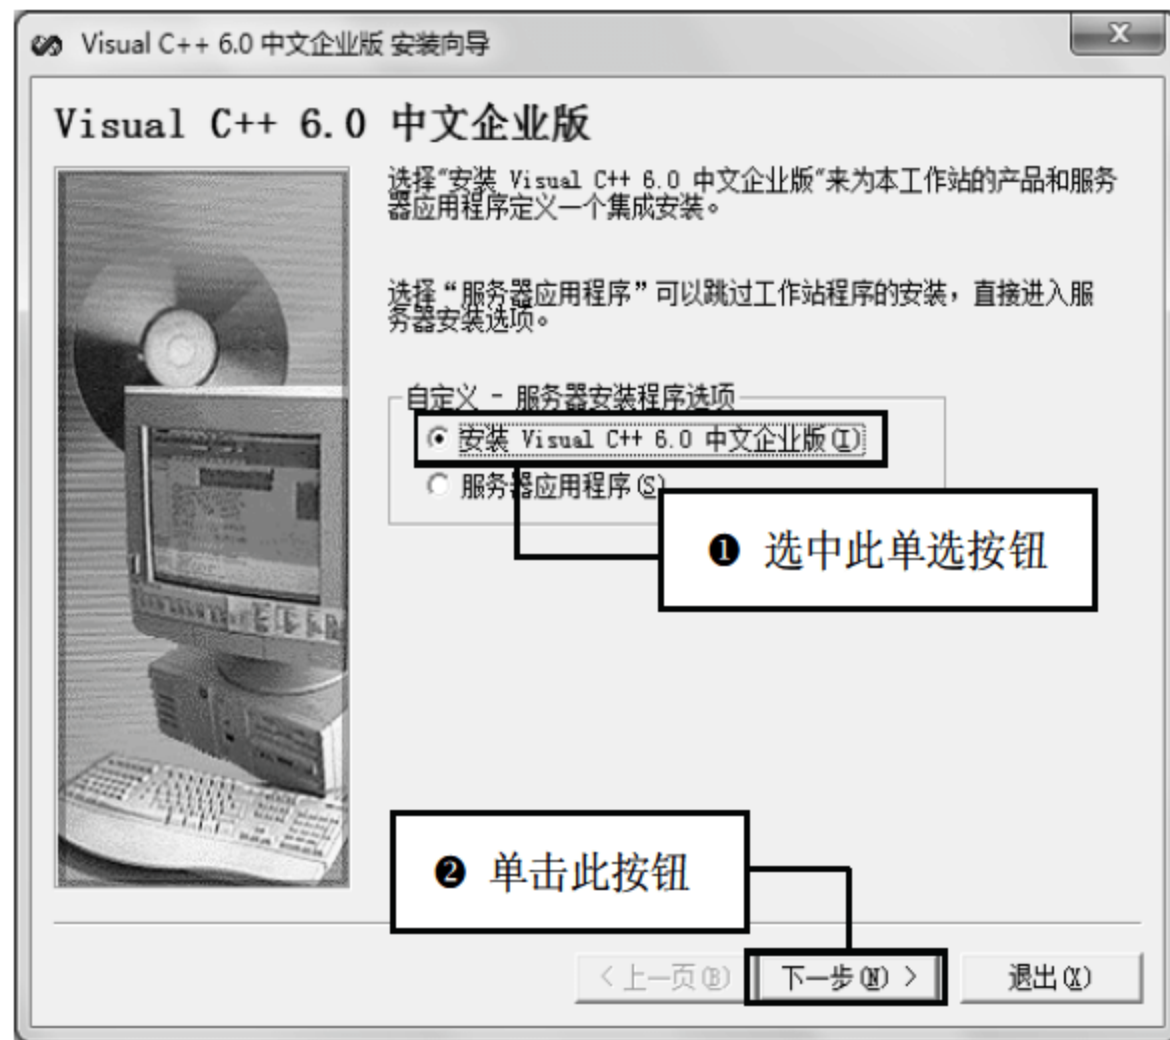 Visual C++ 6.0 中文企业版 安装向导
Visual C++ 6.0 中文企业版
选择"安装 Visual C++ 6.0 中文企业版"来为本工作站的产品和服务
器应用程序定义一个集成安装。
选择“服务器应用程序”可以跳过工作站程序的安装，直接进入服
务器安装选项。
自定义 - 服务器安装程序选项
安装 Visual C++ 6.0 中文企业版(I)
服务器应用程序(S)
❶ 选中此单选按钮
❷ 单击此按钮
<上一页(B)
下一步(N) >
退出(X)